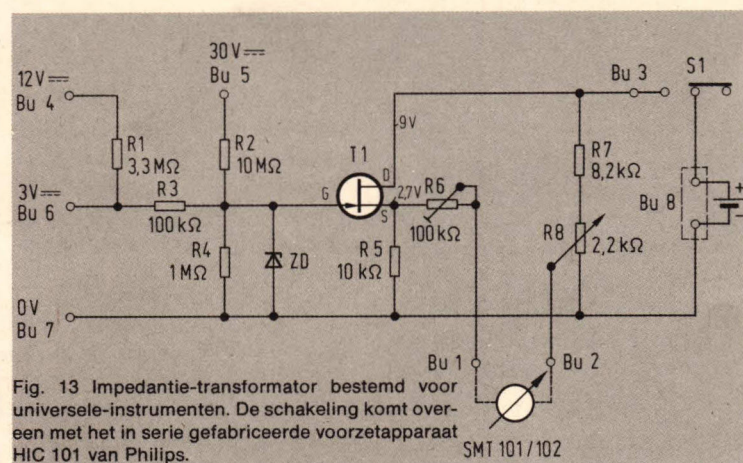 12V⎓
Bu 4
30V⎓
Bu 5
Bu 3
S1
R1
3,3MΩ
R2
10MΩ
T1
-9V
D
G
S
2,7V
R6
100kΩ
R7
8,2kΩ
3V⎓
Bu 6
R3
100kΩ
Bu 8
+
−
R4
1MΩ
ZD
R5
10kΩ
R8
2,2kΩ
0V
Bu 7
Bu 1
Bu 2
SMT 101/102
Fig. 13 Impedantie-transformator bestemd voor
universele-instrumenten. De schakeling komt over-
een met het in serie gefabriceerde voorzetapparaat
HIC 101 van Philips.